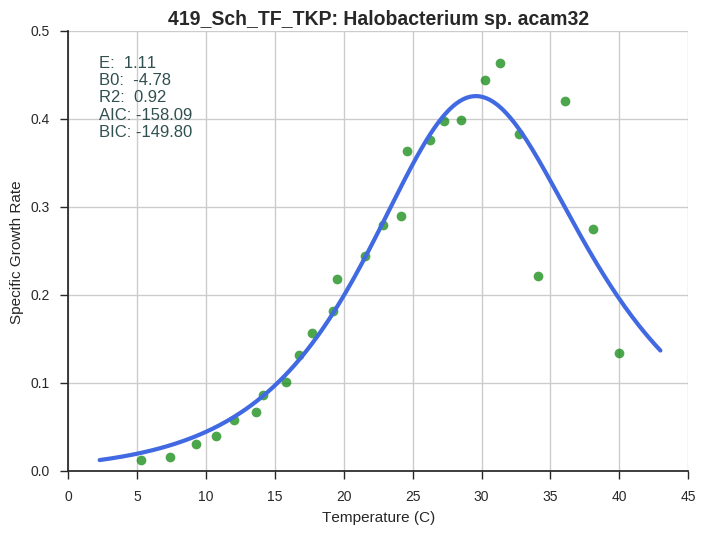 419_Sch_TF_TKP: Halobacterium sp. acam32
E:  1.11
B0:  -4.78
R2:  0.92
AIC: -158.09
BIC: -149.80
0.5
0.4
0.3
0.2
0.1
0.0
Specific Growth Rate
0 5 10 15 20 25 30 35 40 45
Temperature (C)